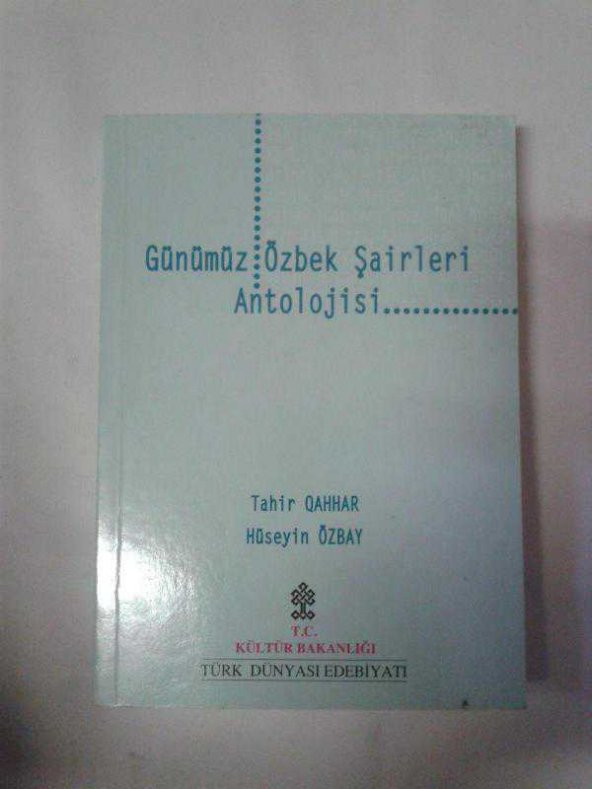 Günümüz Özbek Şairleri
Antolojisi..............
Tahir QAHHAR
Hüseyin ÖZBAY
T.C.
KÜLTÜR BAKANLIĞI
TÜRK DÜNYASI EDEBİYATI